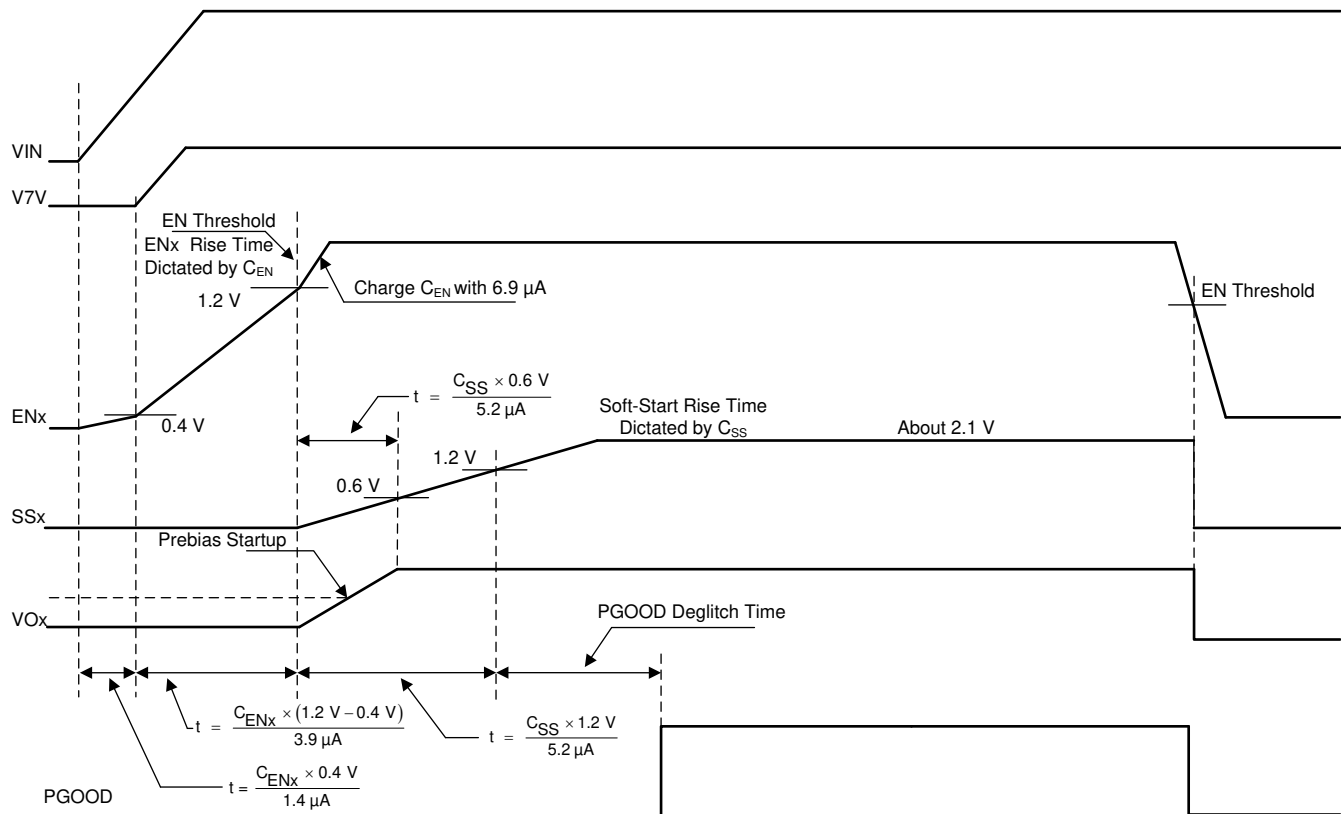 VIN
V7V
EN Threshold
ENx Rise Time
Dictated by C_EN
1.2 V
Charge C_EN with 6.9 µA
EN Threshold
ENx
0.4 V
t = C_SS × 0.6 V
5.2 µA
Soft-Start Rise Time
Dictated by C_SS
About 2.1 V
1.2 V
0.6 V
SSx
Prebias Startup
VOx
PGOOD Deglitch Time
t = C_ENx × (1.2 V – 0.4 V)
3.9 µA
t = C_SS × 1.2 V
5.2 µA
t = C_ENx × 0.4 V
1.4 µA
PGOOD